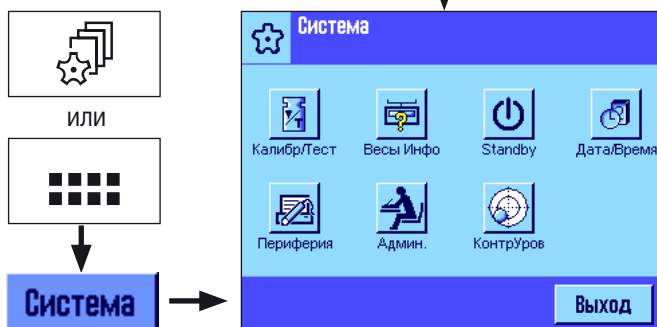 Система
или
Калибр/Тест Весы Инфо Standby Дата/Время
Периферия Админ. КонтрУров
Система
Выход